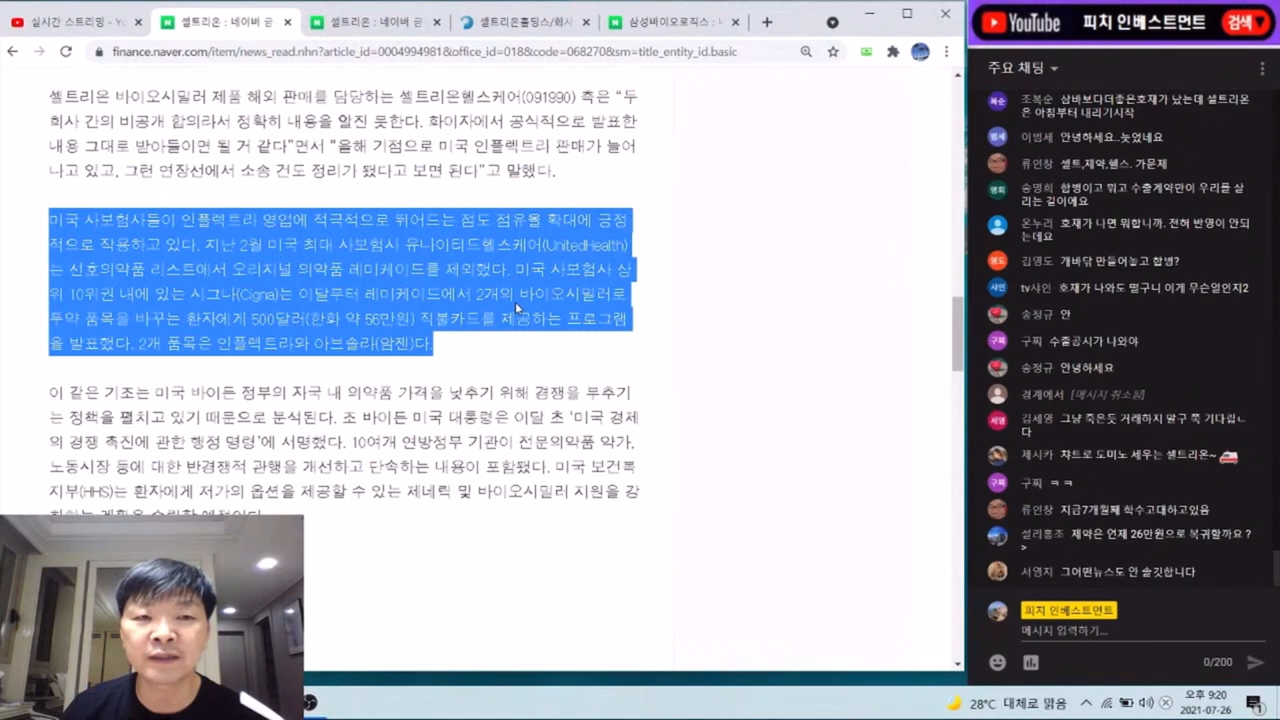 실시간 스트리밍 - Yo
셀트리온 : 네이버 금
셀트리온 : 네이버 금
셀트리온홀딩스/회사
삼성바이오로직스 : 네
finance.naver.com/item/news_read.nhn?article_id=0004994981&office_id=018&code=068270&sm=title_entity_id.basic
셀트리온 바이오시밀러 제품 해외 판매를 담당하는 셀트리온헬스케어(091990) 측은 “두
회사 간의 비공개 합의라서 정확히 내용을 알진 못한다. 화이자에서 공식적으로 발표한
내용 그대로 받아들이면 될 거 같다”면서 “올해 기점으로 미국 인플렉트라 판매가 늘어
나고 있고, 그런 연장선에서 소송 건도 정리가 됐다고 보면 된다”고 말했다.
미국 사보험사들이 인플렉트라 영업에 적극적으로 뛰어드는 점도 점유율 확대에 긍정
적으로 작용하고 있다. 지난 2월 미국 최대 사보험사 유나이티드헬스케어(UnitedHealth)
는 선호의약품 리스트에서 오리지널 의약품 레미케이드를 제외했다. 미국 사보험사 상
위 10위권 내에 있는 시그나(Cigna)는 이달부터 레미케이드에서 2개의 바이오시밀러로
투약 품목을 바꾸는 환자에게 500달러(한화 약 56만원) 직불카드를 제공하는 프로그램
을 발표했다. 2개 품목은 인플렉트라와 아브솔라(암젠)다.
이 같은 기조는 미국 바이든 정부의 자국 내 의약품 가격을 낮추기 위해 경쟁을 부추기
는 정책을 펼치고 있기 때문으로 분석된다. 조 바이든 미국 대통령은 이달 초 ‘미국 경제
의 경쟁 촉진에 관한 행정 명령’에 서명했다. 10여개 연방정부 기관이 전문의약품 약가,
노동시장 등에 대한 반경쟁적 관행을 개선하고 단속하는 내용이 포함됐다. 미국 보건복
지부(HHS)는 환자에게 저가의 옵션을 제공할 수 있는 제네릭 및 바이오시밀러 지원을 강
YouTube 피치 인베스트먼트 검색
주요 채팅
복순 조복순 삼바보다더좋은호재가 났는데 셀트리온
은 아침부터 내리기시작
범세 이범세 안녕하세요..늦었네요
류인창 셀트,제약,헬스. 가문제
명희 송명희 합병이고 뭐고 수출계약만이 우리를 살
리는 길이에요
온누리 호재가 나면 뭐합니까. 전혀 반영이 안되
는데요
영도 김영도 개바닦 만들어놓고 합병?
샤인 tv샤인 호재가 나와도 떨구니 이게 무슨일인지2
송정규 안
구찌 구찌 수출공시가 나와야
송정규 안녕하세요
경계에서 [메시지 취소됨]
세영 김세영 그냥 죽은듯 거래하지 말구 쭉 기다립ㄴ
다
제시카 챠트로 도미노 세우는 셀트리온~
구찌 구찌 ㅋㅋ
류인창 지금7개월째 학수고대하고있음
설리홍조 제약은 언제 26만원으로 복귀할까요 ?
>
서영지 그어떤뉴스도 안 솔깃합니다
피치 인베스트먼트
메시지 입력하기...
0/200
28°C 대체로 맑음
오후 9:20
2021-07-26
1